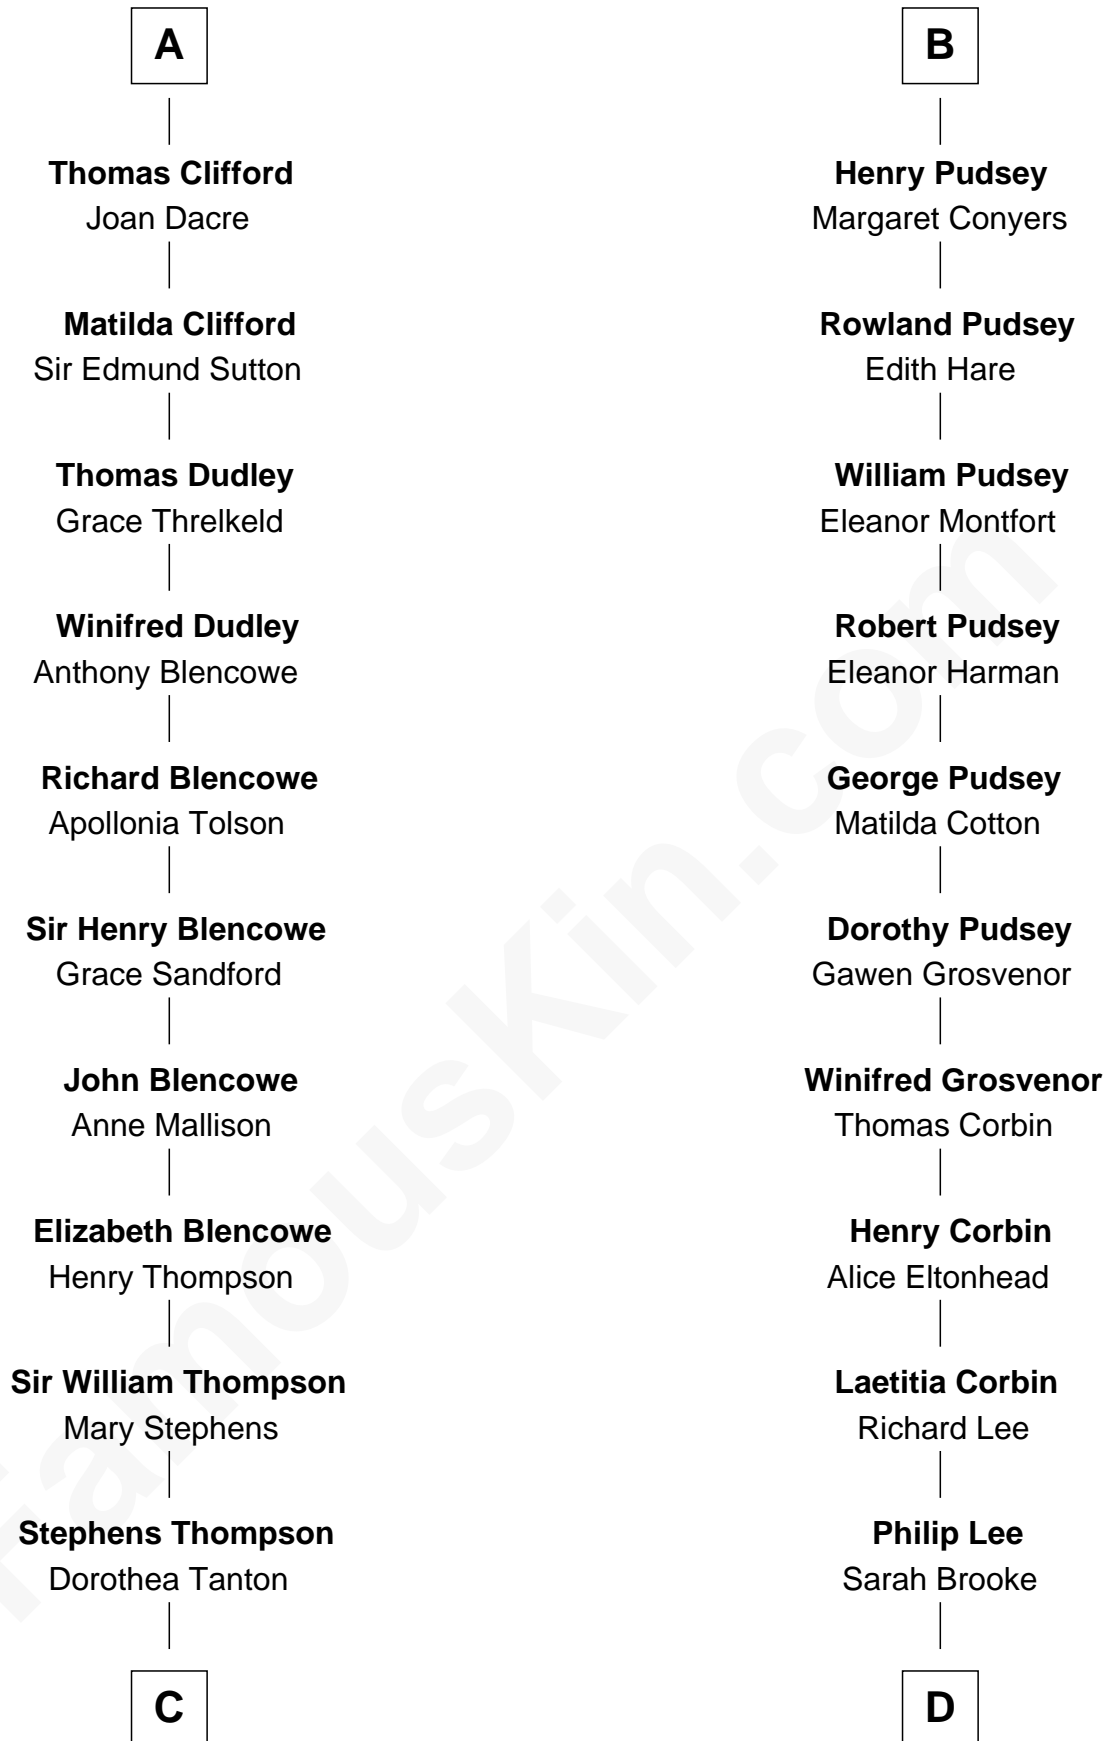 A
Thomas Clifford
Joan Dacre
Matilda Clifford
Sir Edmund Sutton
Thomas Dudley
Grace Threlkeld
Winifred Dudley
Anthony Blencowe
Richard Blencowe
Apollonia Tolson
Sir Henry Blencowe
Grace Sandford
John Blencowe
Anne Mallison
Elizabeth Blencowe
Henry Thompson
Sir William Thompson
Mary Stephens
Stephens Thompson
Dorothea Tanton
C
B
Henry Pudsey
Margaret Conyers
Rowland Pudsey
Edith Hare
William Pudsey
Eleanor Montfort
Robert Pudsey
Eleanor Harman
George Pudsey
Matilda Cotton
Dorothy Pudsey
Gawen Grosvenor
Winifred Grosvenor
Thomas Corbin
Henry Corbin
Alice Eltonhead
Laetitia Corbin
Richard Lee
Philip Lee
Sarah Brooke
D
FamousKin.com